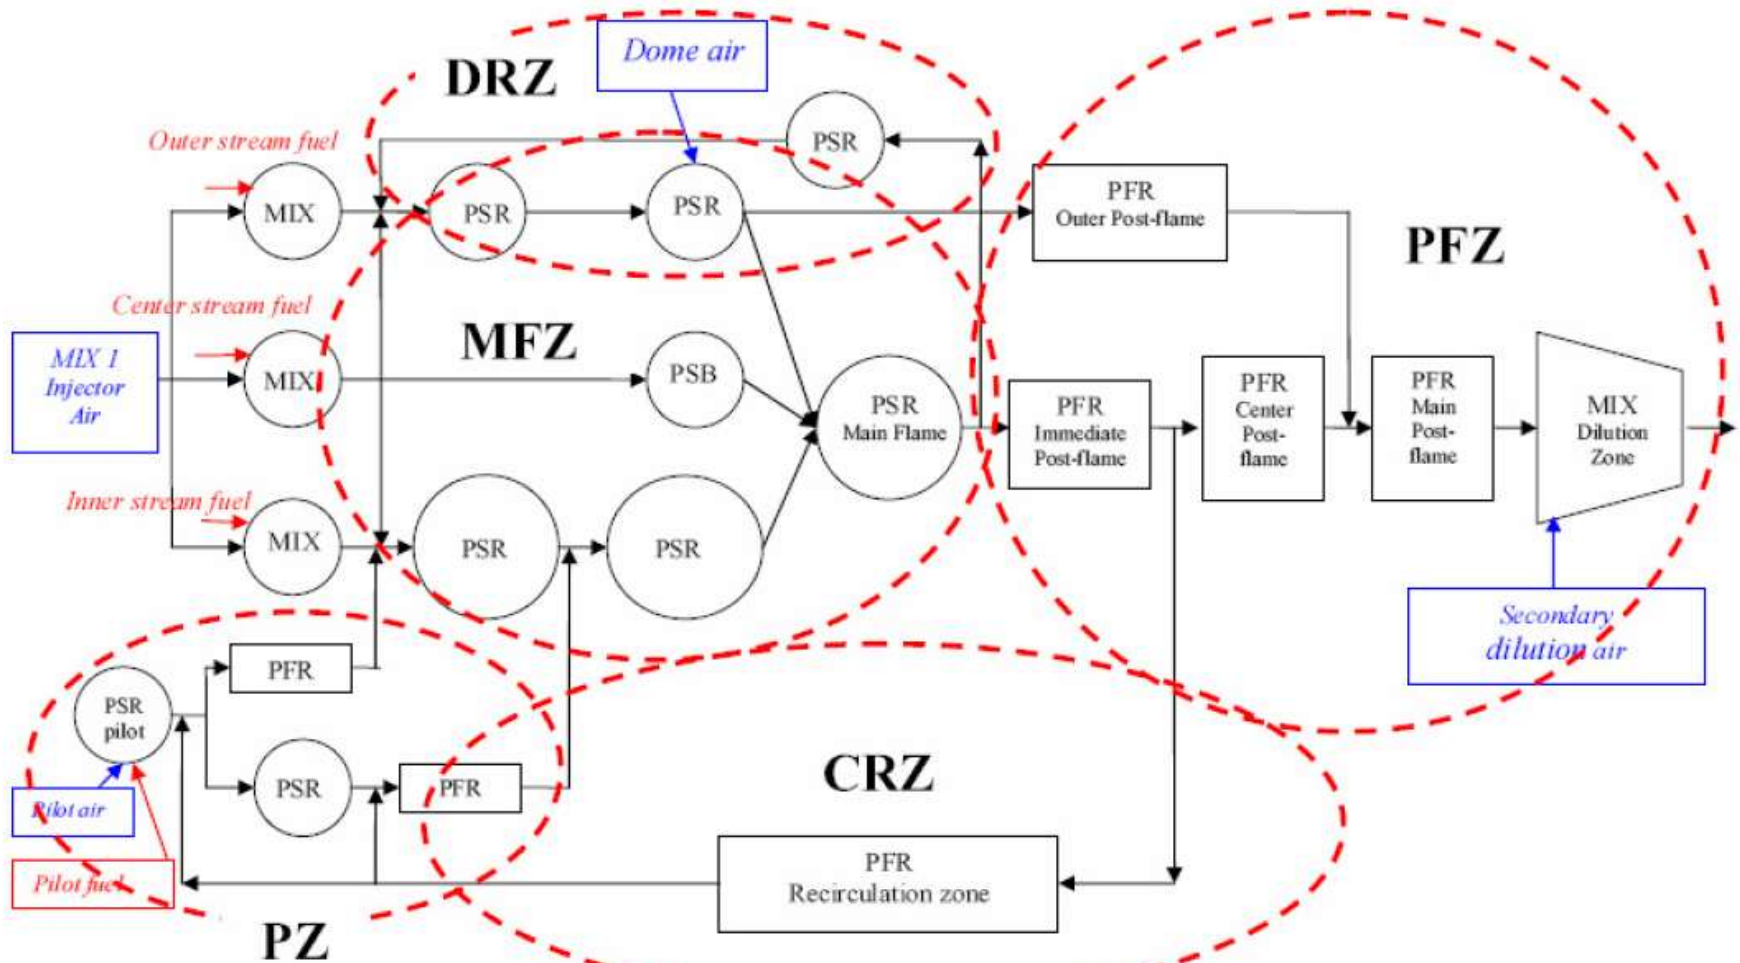 DRZ
Dome air
Outer stream fuel
PSR
MIX
PSR
PSR
PFR
Outer Post-flame
PFZ
Center stream fuel
MFZ
MIX 1
Injector
Air
MIX
PSB
PSR
Main Flame
PFR
Immediate
Post-flame
PFR
Center
Post-
flame
PFR
Main
Post-
flame
MIX
Dilution
Zone
Inner stream fuel
MIX
PSR
PSR
Secondary
dilution air
PFR
PSR
pilot
PSR
PFR
CRZ
Pilot air
Pilot fuel
PFR
Recirculation zone
PZ